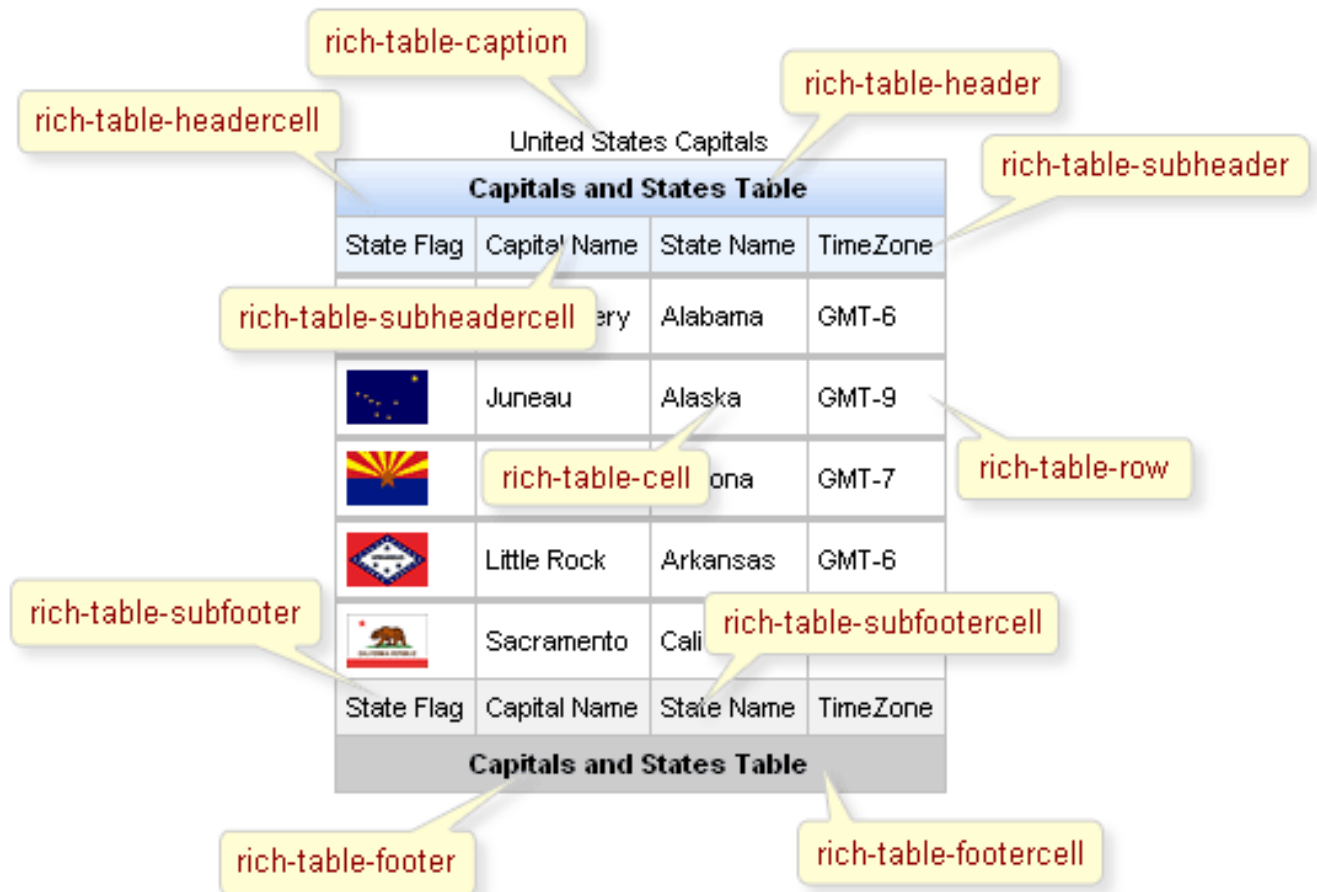 rich-table-caption
rich-table-header
rich-table-headercell
United States Capitals
rich-table-subheader
Capitals and States Table
State Flag Capital Name State Name TimeZone
rich-table-subheadercell ery Alabama GMT-6
Juneau Alaska GMT-9
rich-table-cell ona GMT-7
rich-table-row
Little Rock Arkansas GMT-6
rich-table-subfooter
rich-table-subfootercell
Sacramento Cali
State Flag Capital Name State Name TimeZone
Capitals and States Table
rich-table-footer
rich-table-footercell